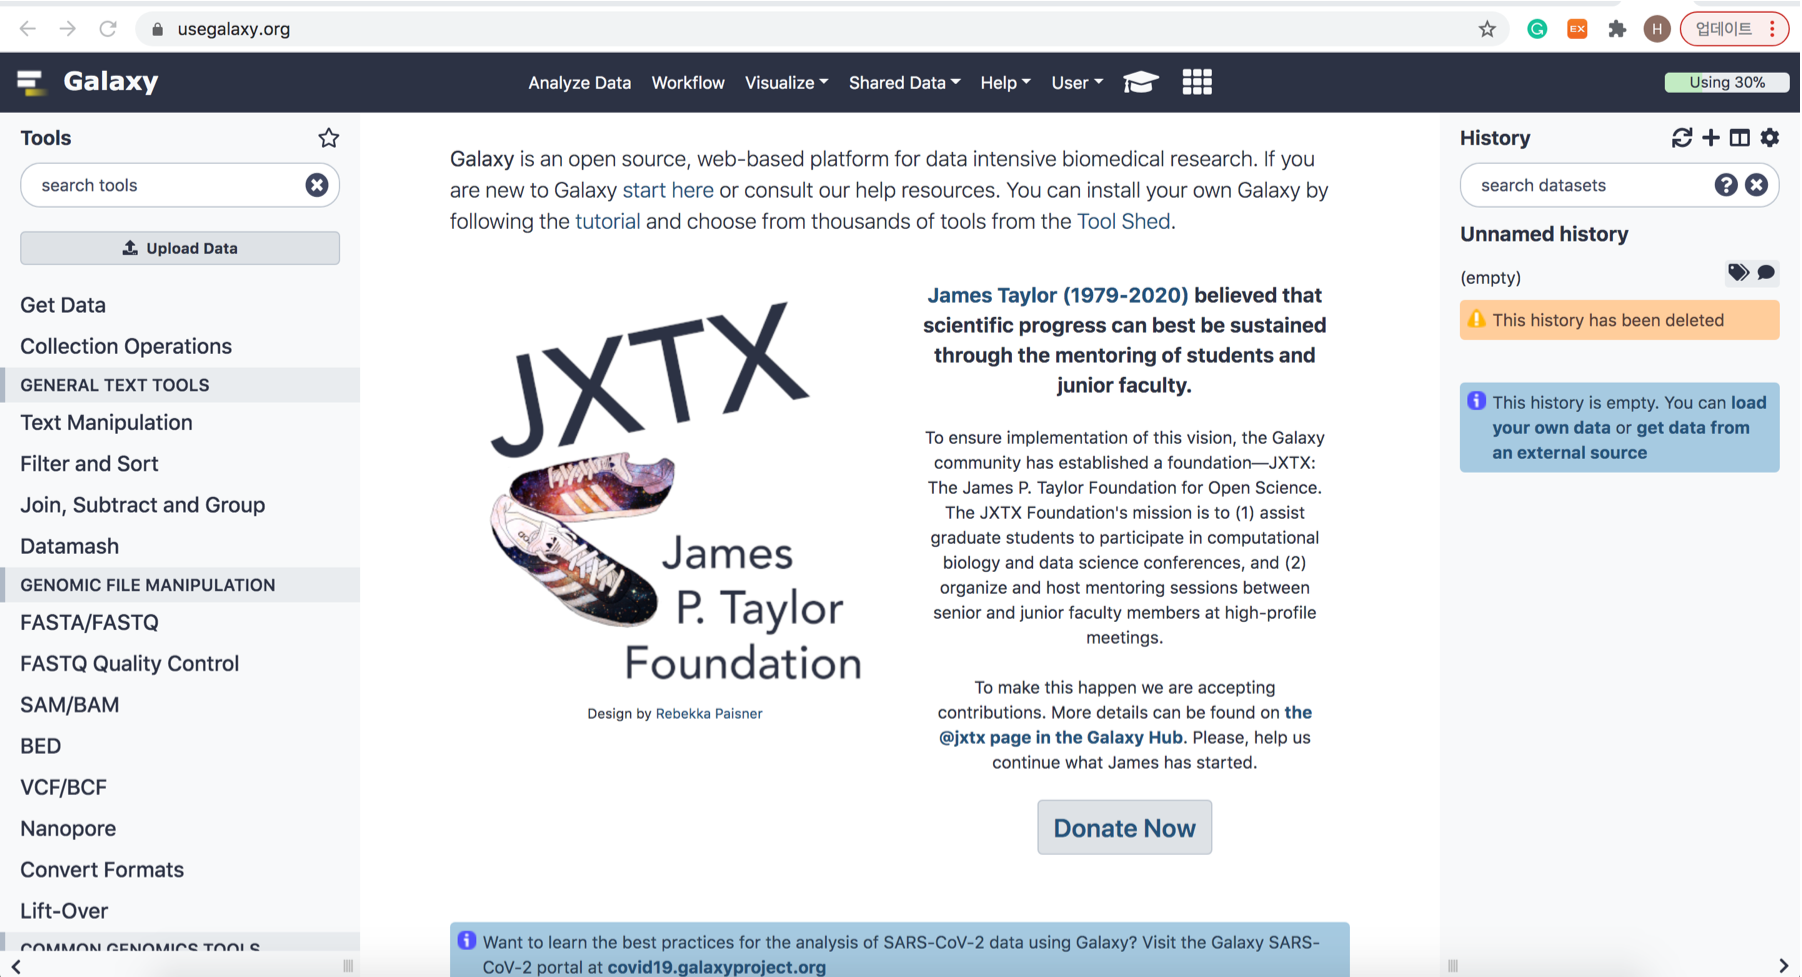 usegalaxy.org
EX
H
업데이트
Galaxy
Analyze Data
Workflow
Visualize
Shared Data
Help
User
Using 30%
Tools
search tools
Upload Data
Get Data
Collection Operations
GENERAL TEXT TOOLS
Text Manipulation
Filter and Sort
Join, Subtract and Group
Datamash
GENOMIC FILE MANIPULATION
FASTA/FASTQ
FASTQ Quality Control
SAM/BAM
BED
VCF/BCF
Nanopore
Convert Formats
Lift-Over
COMMON GENOMICS TOOLS
Galaxy is an open source, web-based platform for data intensive biomedical research. If you
are new to Galaxy start here or consult our help resources. You can install your own Galaxy by
following the tutorial and choose from thousands of tools from the Tool Shed.
JXTX
James
P. Taylor
Foundation
Design by Rebekka Paisner
James Taylor (1979-2020) believed that
scientific progress can best be sustained
through the mentoring of students and
junior faculty.
To ensure implementation of this vision, the Galaxy
community has established a foundation—JXTX:
The James P. Taylor Foundation for Open Science.
The JXTX Foundation's mission is to (1) assist
graduate students to participate in computational
biology and data science conferences, and (2)
organize and host mentoring sessions between
senior and junior faculty members at high-profile
meetings.
To make this happen we are accepting
contributions. More details can be found on the
@jxtx page in the Galaxy Hub. Please, help us
continue what James has started.
Donate Now
Want to learn the best practices for the analysis of SARS-CoV-2 data using Galaxy? Visit the Galaxy SARS-
CoV-2 portal at covid19.galaxyproject.org
History
search datasets
Unnamed history
(empty)
This history has been deleted
This history is empty. You can load
your own data or get data from
an external source